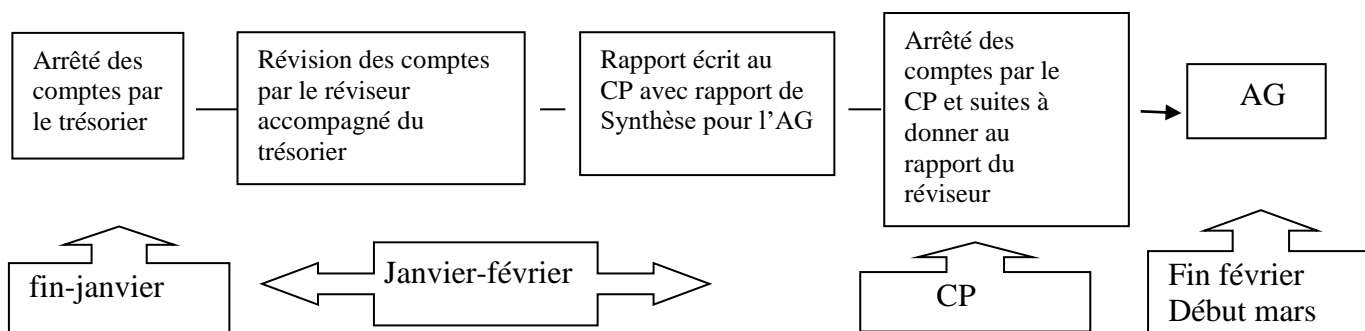 Arrêté des
comptes par
le trésorier
Révision des comptes
par le réviseur
accompagné du
trésorier
Rapport écrit au
CP avec rapport de
Synthèse pour l’AG
Arrêté des
comptes par le
CP et suites à
donner au
rapport du
réviseur
AG
fin-janvier
Janvier-février
CP
Fin février
Début mars